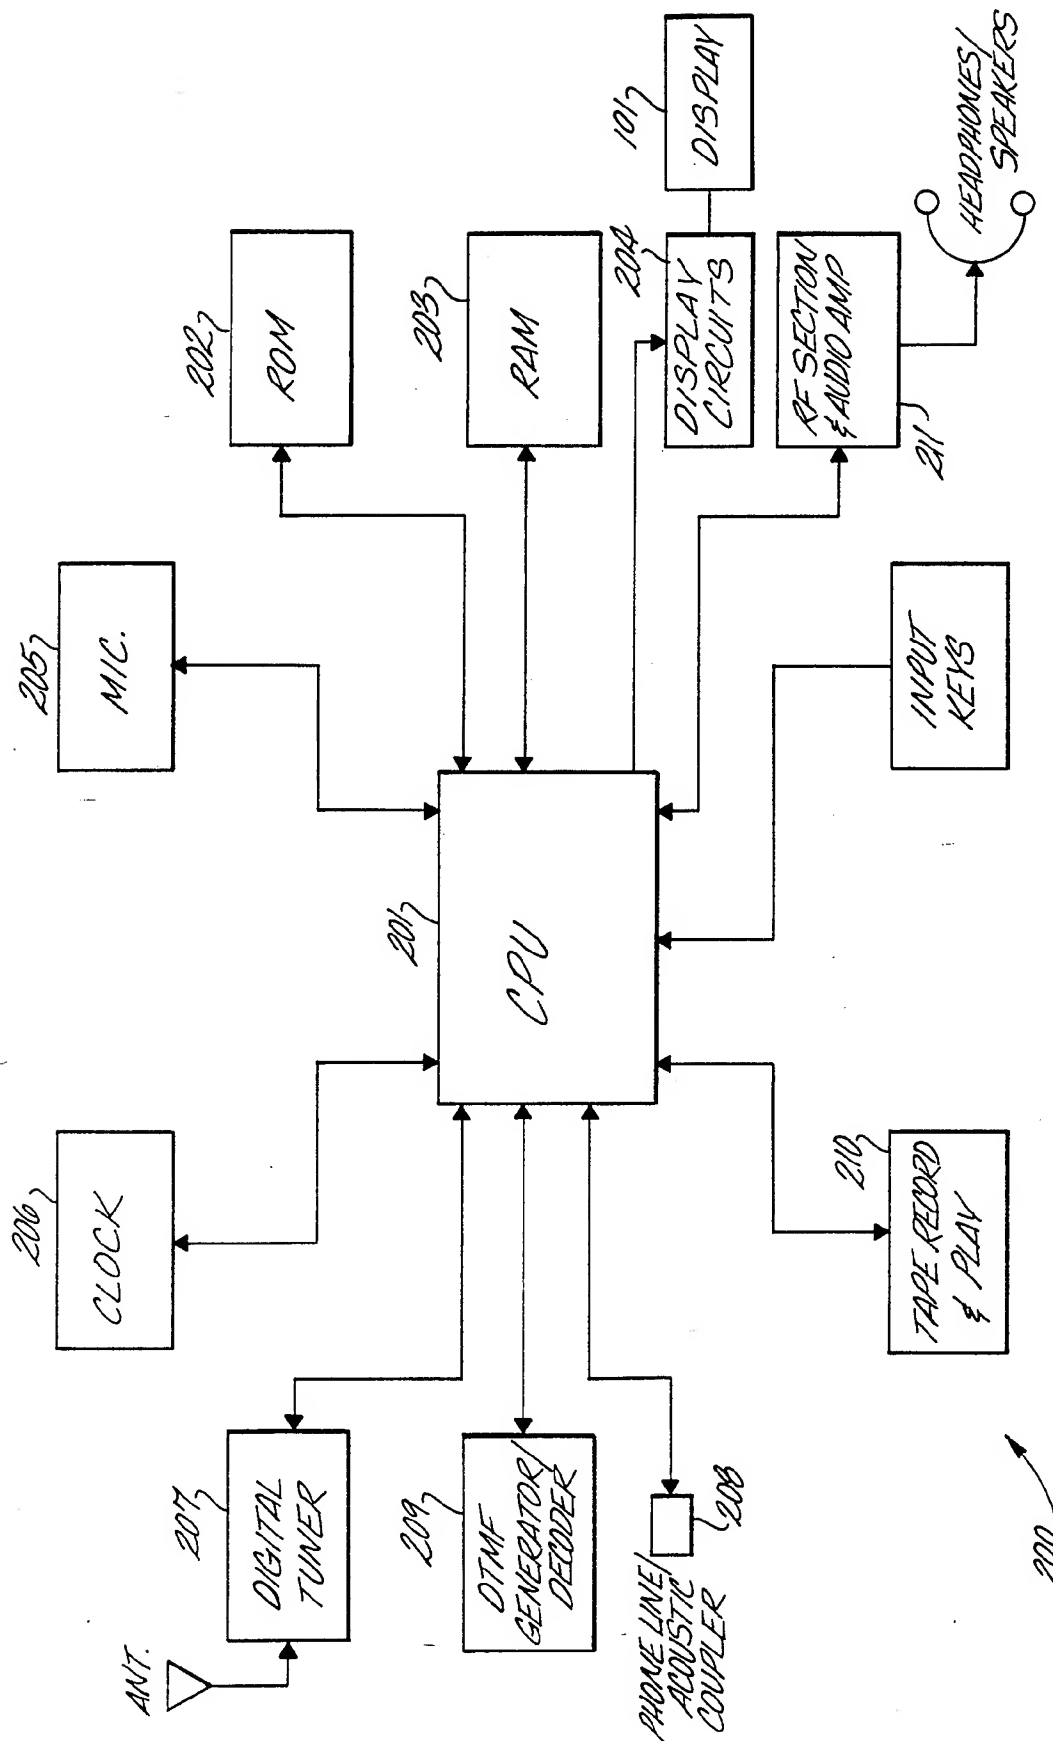 206
CLOCK
205
MIC.
ANT.
207
DIGITAL
TUNER
202
ROM
209
DTMF
GENERATOR/
DECODER
201
CPU
203
RAM
PHONE LINE/
ACOUSTIC
COUPLER
208
204
DISPLAY
CIRCUITS
101
DISPLAY
RF SECTION
& AUDIO AMP
211
HEADPHONES/
SPEAKERS
210
TAPE RECORD
& PLAY
INPUT
KEYS
200